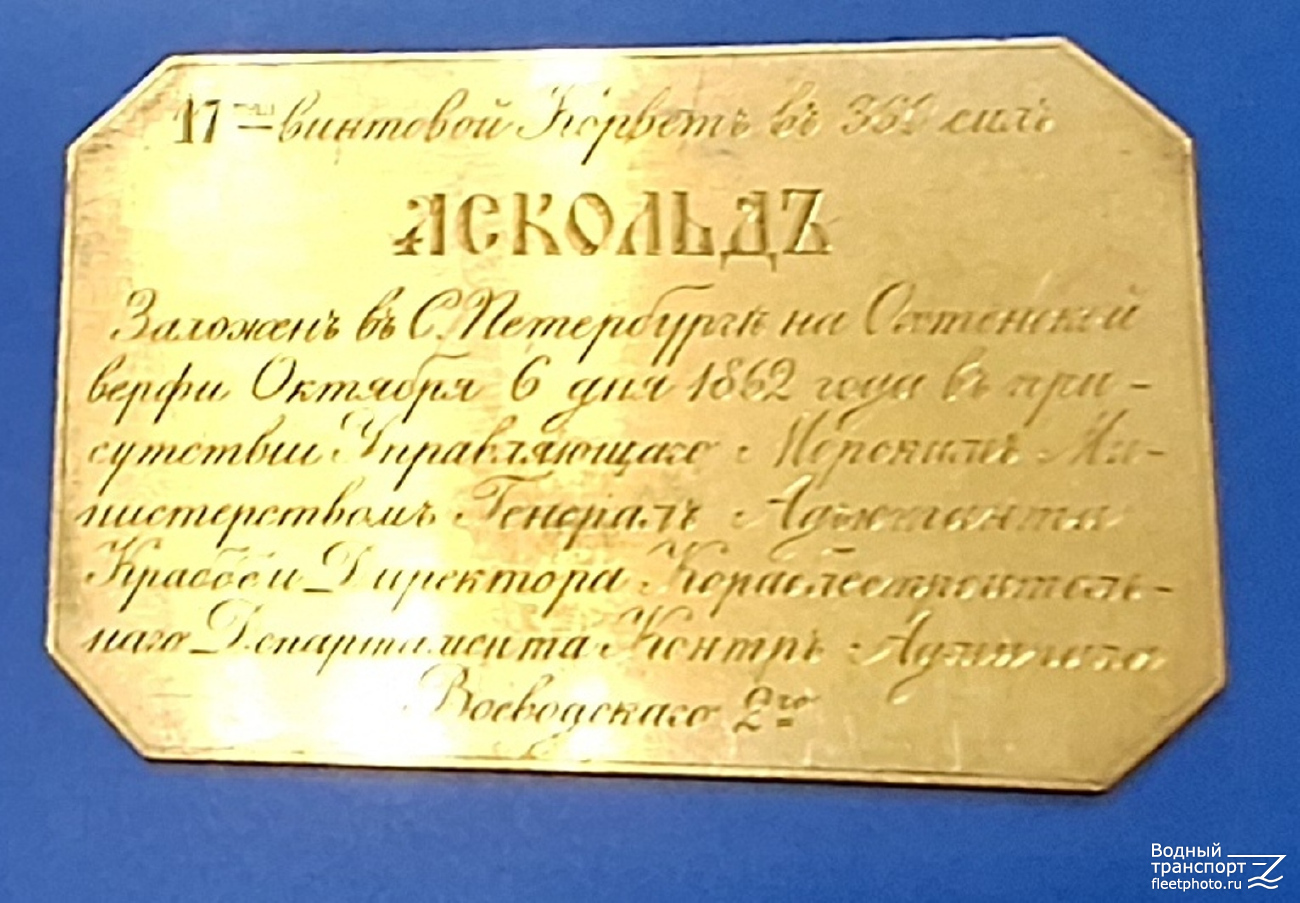 17 ми винтовой Корветъ въ 360 силъ
АСКОЛЬДЪ
Заложенъ въ С. Петербургѣ на Охтенской
верфи Октября 6 дня 1862 года въ при-
сутствіи Управляющаго Морскимъ Ми-
нистерствомъ Генералъ Адъютанта
Краббе и Директора Кораблестроитель-
наго Департамента Контръ Адмирала
Воеводскаго 2го
Водный
транспорт
fleetphoto.ru